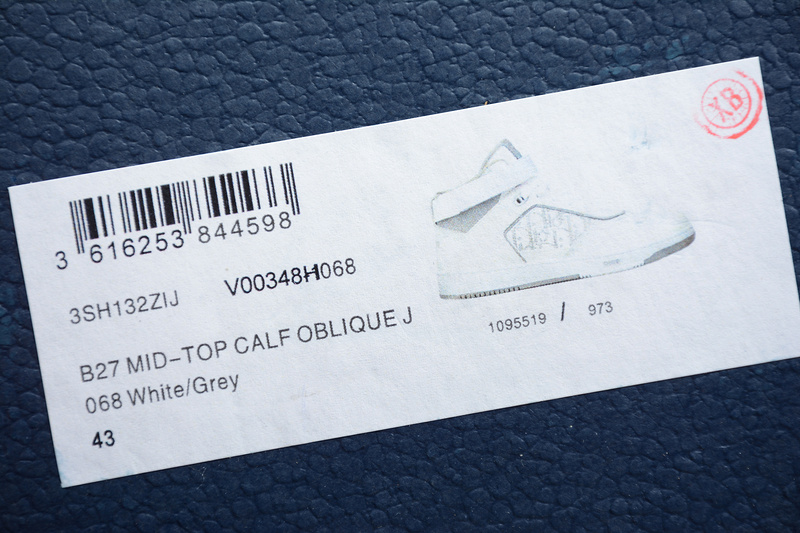 3 616253 844598
3SH132ZIJ V00348H068
B27 MID-TOP CALF OBLIQUE J
068 White/Grey
43
1095519 / 973
XB